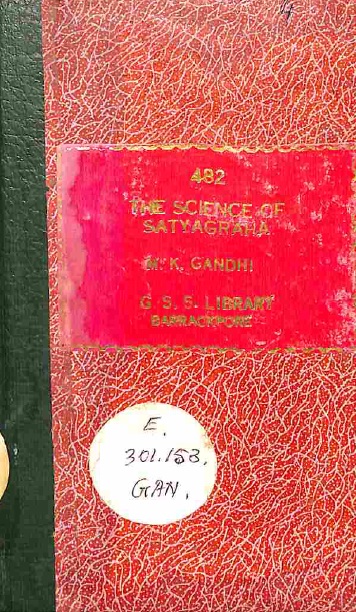 482
THE SCIENCE OF
SATYAGRAHA
M. K. GANDHI
G. S. S. LIBRARY
BARRACKPORE
E.
301.153.
GAN.